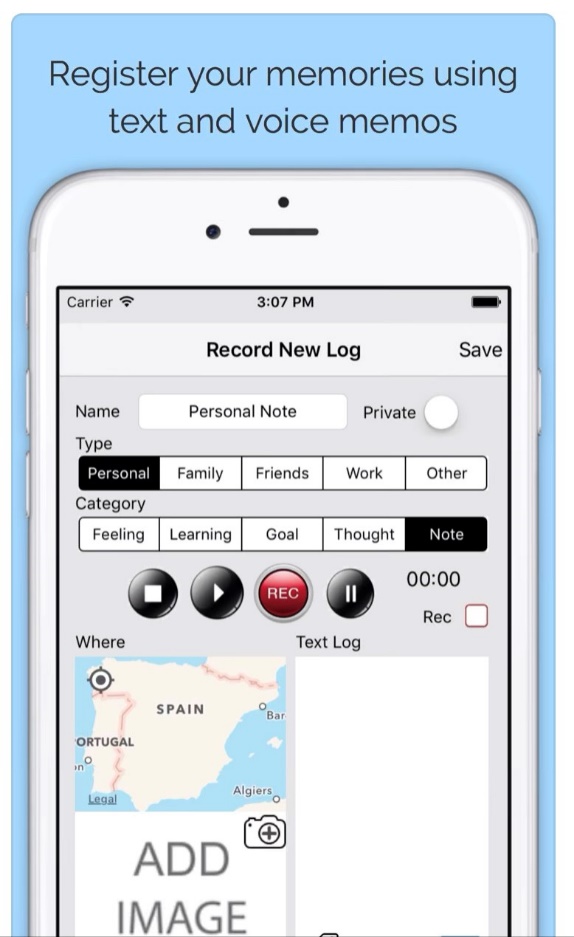 Register your memories using
text and voice memos
Carrier 3:07 PM
Record New Log Save
Name Personal Note Private
Type
Personal Family Friends Work Other
Category
Feeling Learning Goal Thought Note
REC 00:00
Rec
Where Text Log
SPAIN
Bar
ORTUGAL
on
Algiers
Legal
ADD
IMAGE